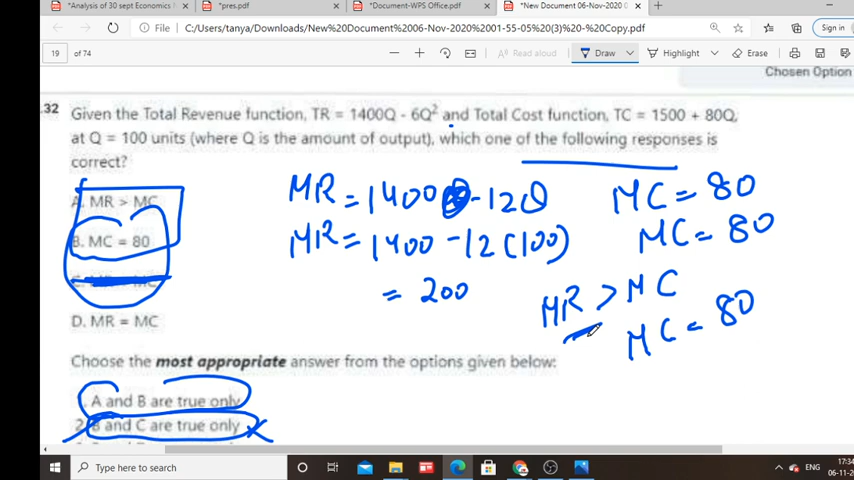 *Analysis of 30 sept Economics
*pres.pdf
*Document-WPS Office.pdf
*New Document 06-Nov-2020 0
File
C:/Users/tanya/Downloads/New%20Document%2006-Nov-2020%2001-55-05%20(3)%20-%20Copy.pdf
Sign in
19 of 74
Read aloud
Draw
Highlight
Erase
Chosen Option
.32 Given the Total Revenue function, TR = 1400Q - 6Q² and Total Cost function, TC = 1500 + 80Q,
at Q = 100 units (where Q is the amount of output), which one of the following responses is
correct?
A. MR > MC
B. MC = 80
D. MR = MC
MR = 1400 - 12Q
MR = 1400 - 12(100)
= 200
MC = 80
MC = 80
MR > MC
MC = 80
Choose the most appropriate answer from the options given below:
A and B are true only
2. B and C are true only
Type here to search
ENG
17:34
06-11-20